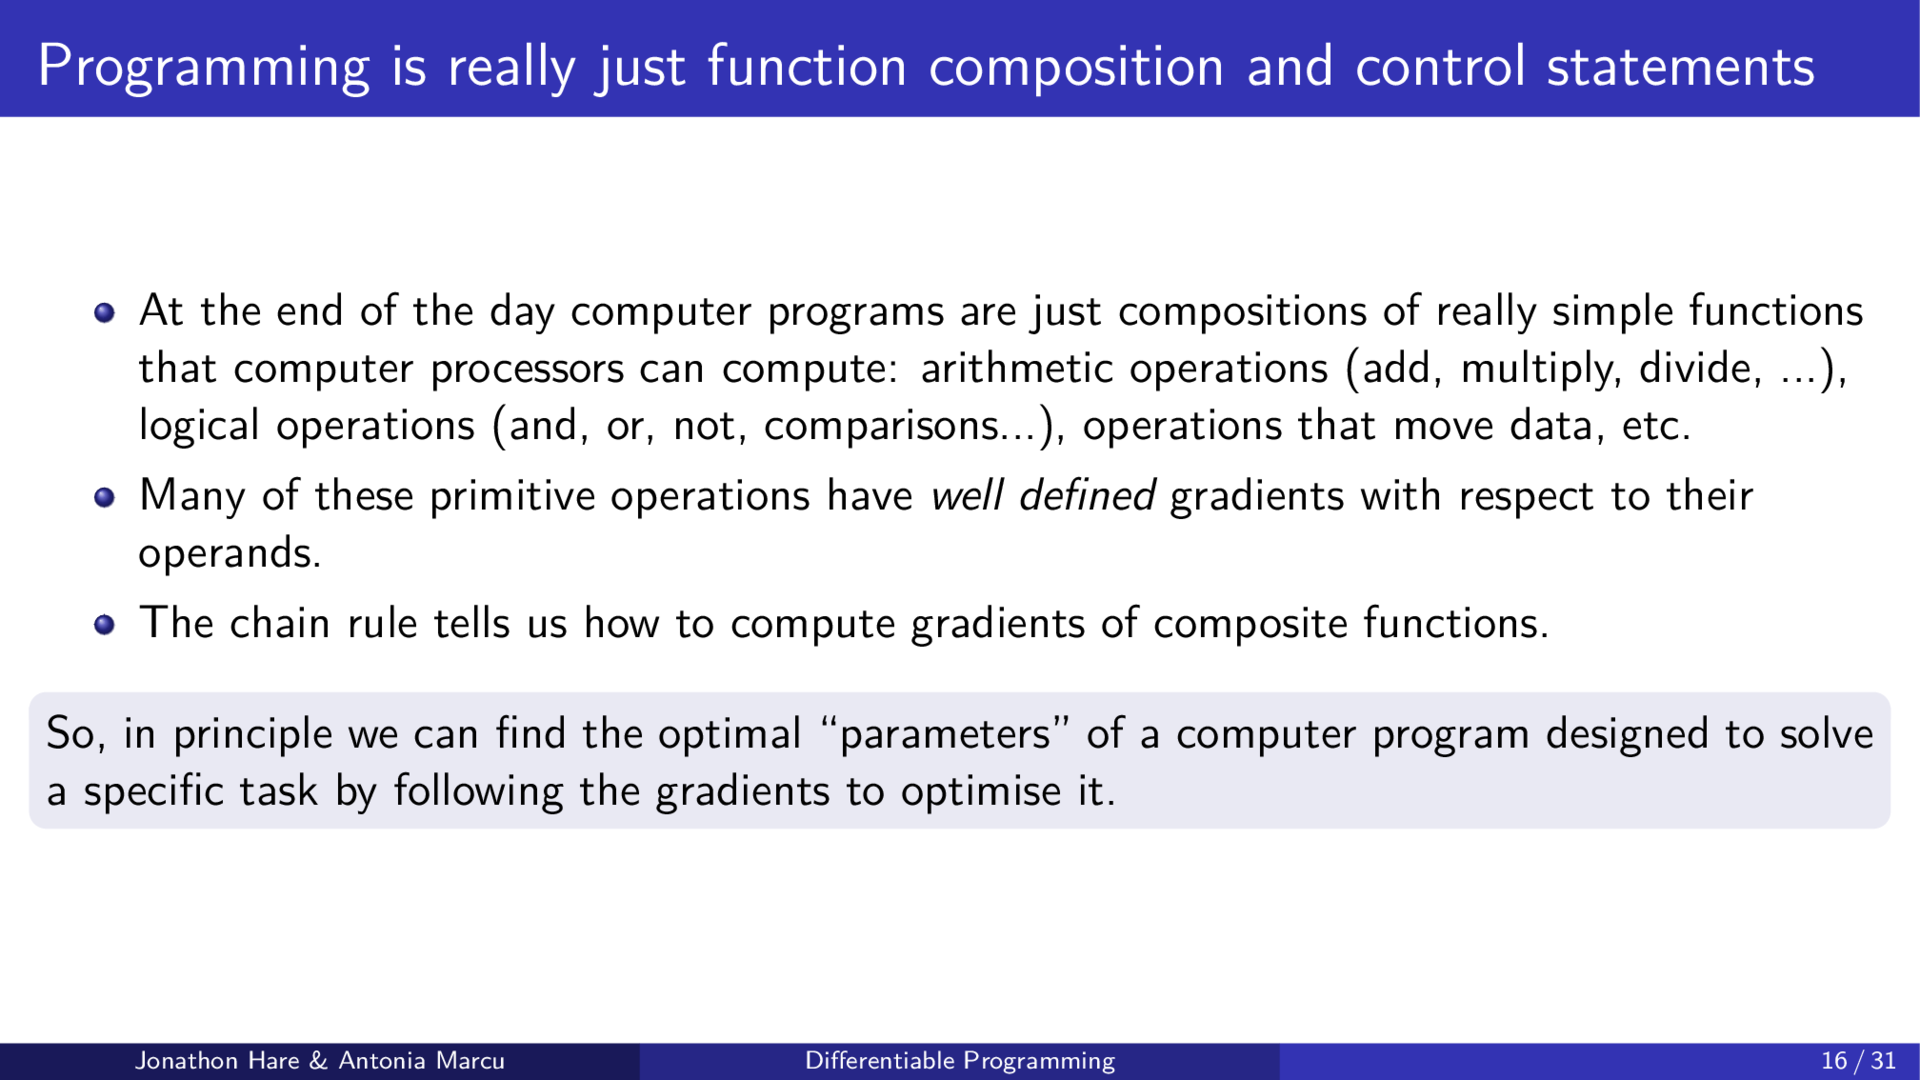 Programming is really just function composition and control statements
At the end of the day computer programs are just compositions of really simple functions
that computer processors can compute: arithmetic operations (add, multiply, divide, ...),
logical operations (and, or, not, comparisons...), operations that move data, etc.
Many of these primitive operations have well defined gradients with respect to their
operands.
The chain rule tells us how to compute gradients of composite functions.
So, in principle we can find the optimal “parameters” of a computer program designed to solve
a specific task by following the gradients to optimise it.
Jonathon Hare & Antonia Marcu
Differentiable Programming
16 / 31